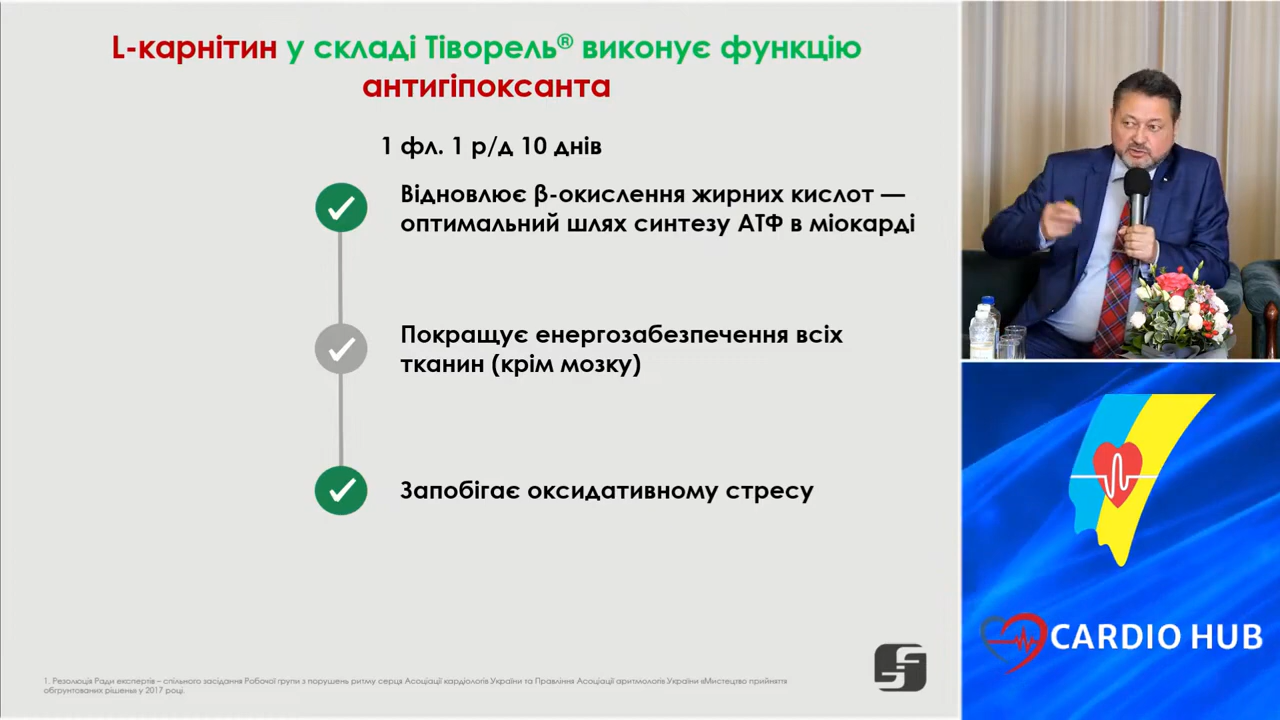 L-карнітин у складі Тіворель® виконує функцію
антигіпоксанта
1 фл. 1 р/д 10 днів
Відновлює β-окислення жирних кислот —
оптимальний шлях синтезу АТФ в міокарді
Покращує енергозабезпечення всіх
тканин (крім мозку)
Запобігає оксидативному стресу
1. Резолюція Ради експертів – спільного засідання Робочої групи з порушень ритму серця Асоціації кардіологів України та Правління Асоціації аритмологів України «Мистецтво прийняття
обґрунтованих рішень» у 2017 році.
CARDIO HUB